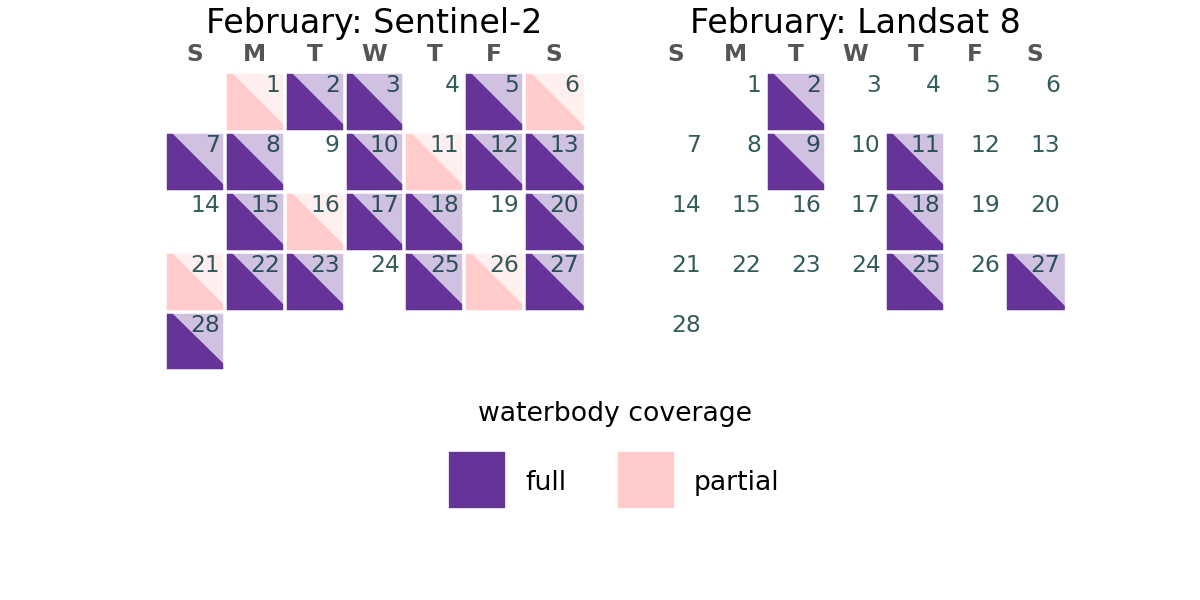 February: Sentinel-2
S M T W T F S
1 2 3 4 5 6
7 8 9 10 11 12 13
14 15 16 17 18 19 20
21 22 23 24 25 26 27
28
February: Landsat 8
S M T W T F S
1 2 3 4 5 6
7 8 9 10 11 12 13
14 15 16 17 18 19 20
21 22 23 24 25 26 27
28
waterbody coverage
full partial